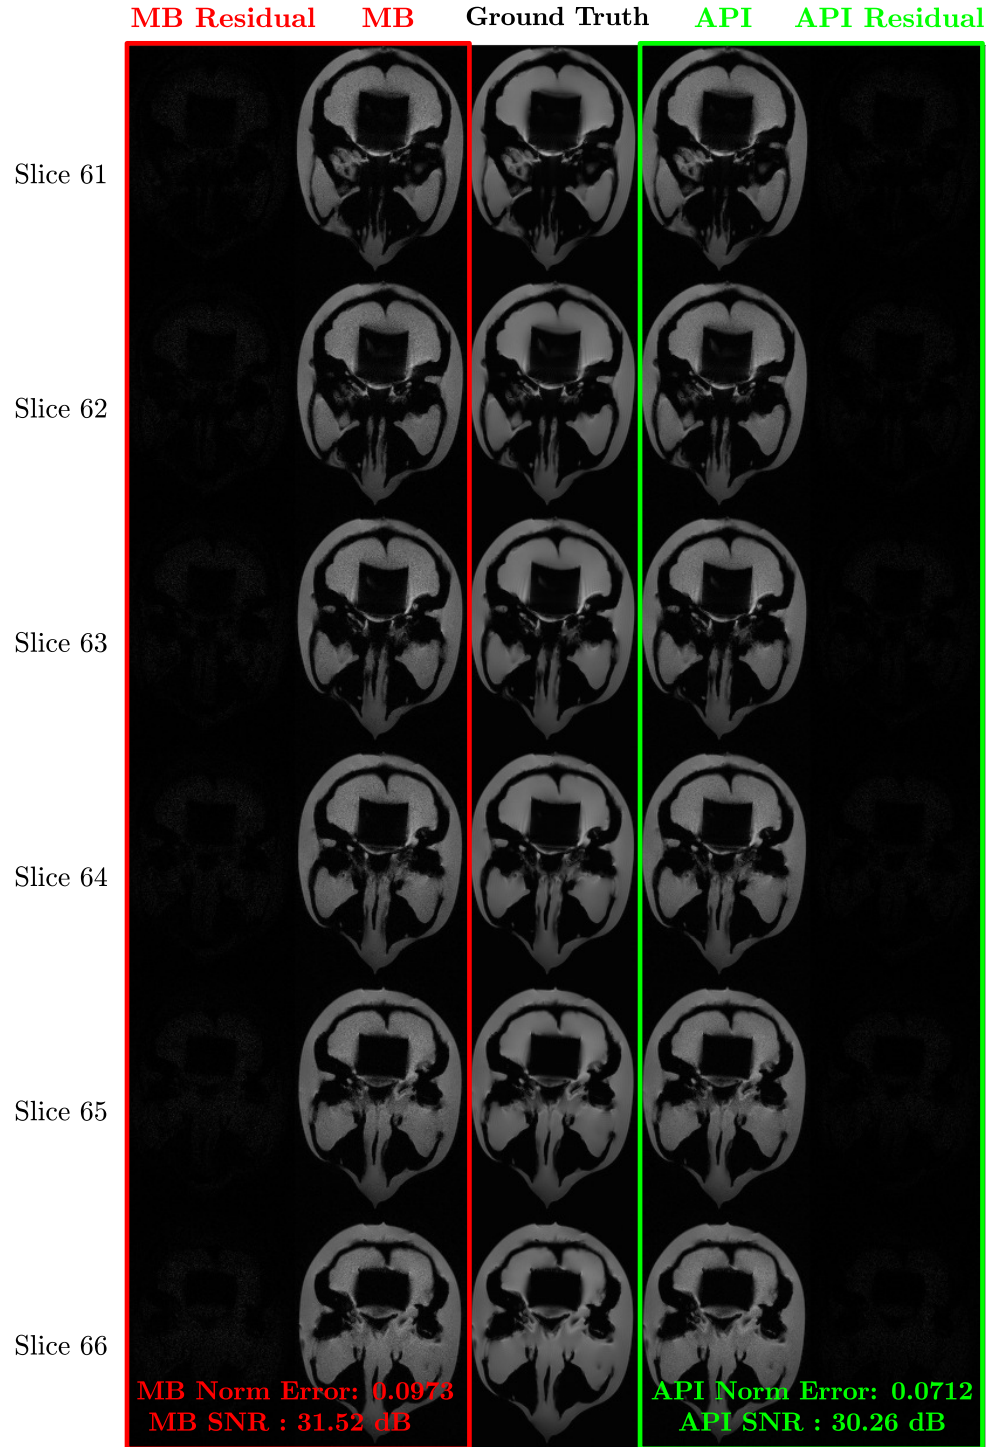 MB Residual MB Ground Truth API API Residual
Slice 61
Slice 62
Slice 63
Slice 64
Slice 65
Slice 66
MB Norm Error: 0.0973 API Norm Error: 0.0712
MB SNR : 31.52 dB API SNR : 30.26 dB